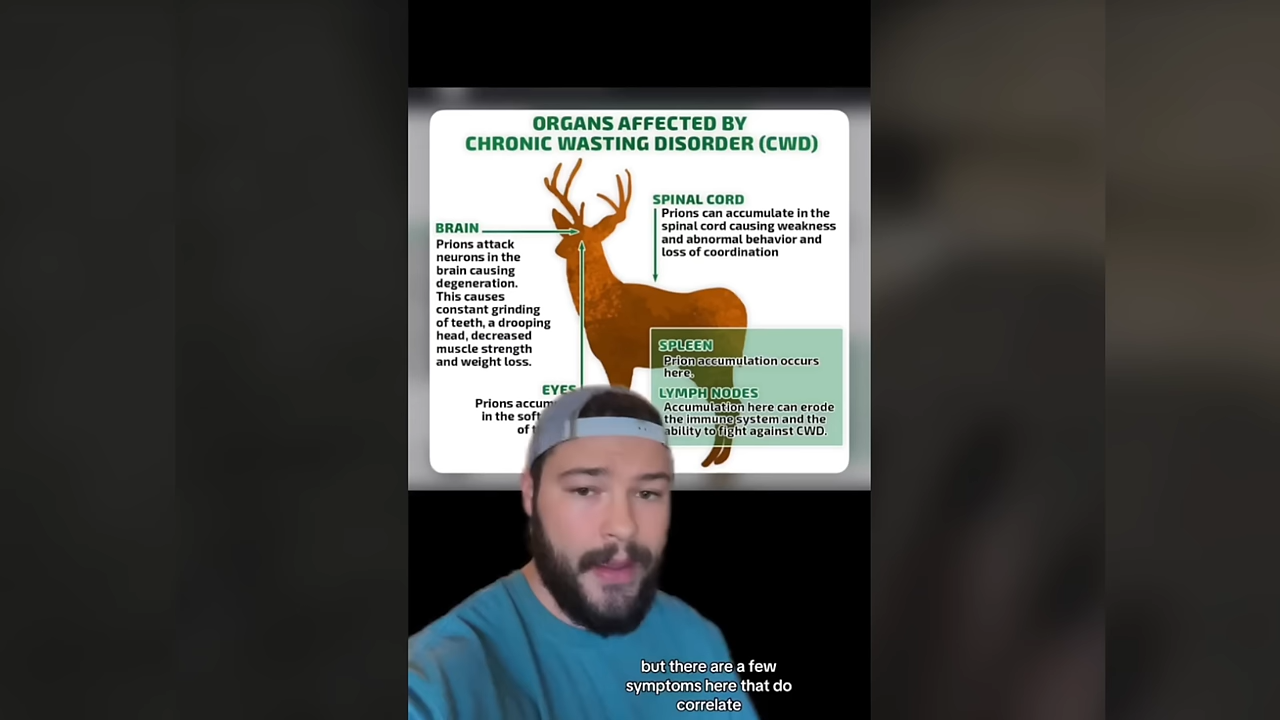 ORGANS AFFECTED BY
CHRONIC WASTING DISORDER (CWD)
SPINAL CORD
Prions can accumulate in the
spinal cord causing weakness
and abnormal behavior and
loss of coordination
BRAIN
Prions attack
neurons in the
brain causing
degeneration.
This causes
constant grinding
of teeth, a drooping
head, decreased
muscle strength
and weight loss.
SPLEEN
Prion accumulation occurs
here.
LYMPH NODES
Accumulation here can erode
the immune system and the
ability to fight against CWD.
EYES
Prions
in the
of
but there are a few
symptoms here that do
correlate